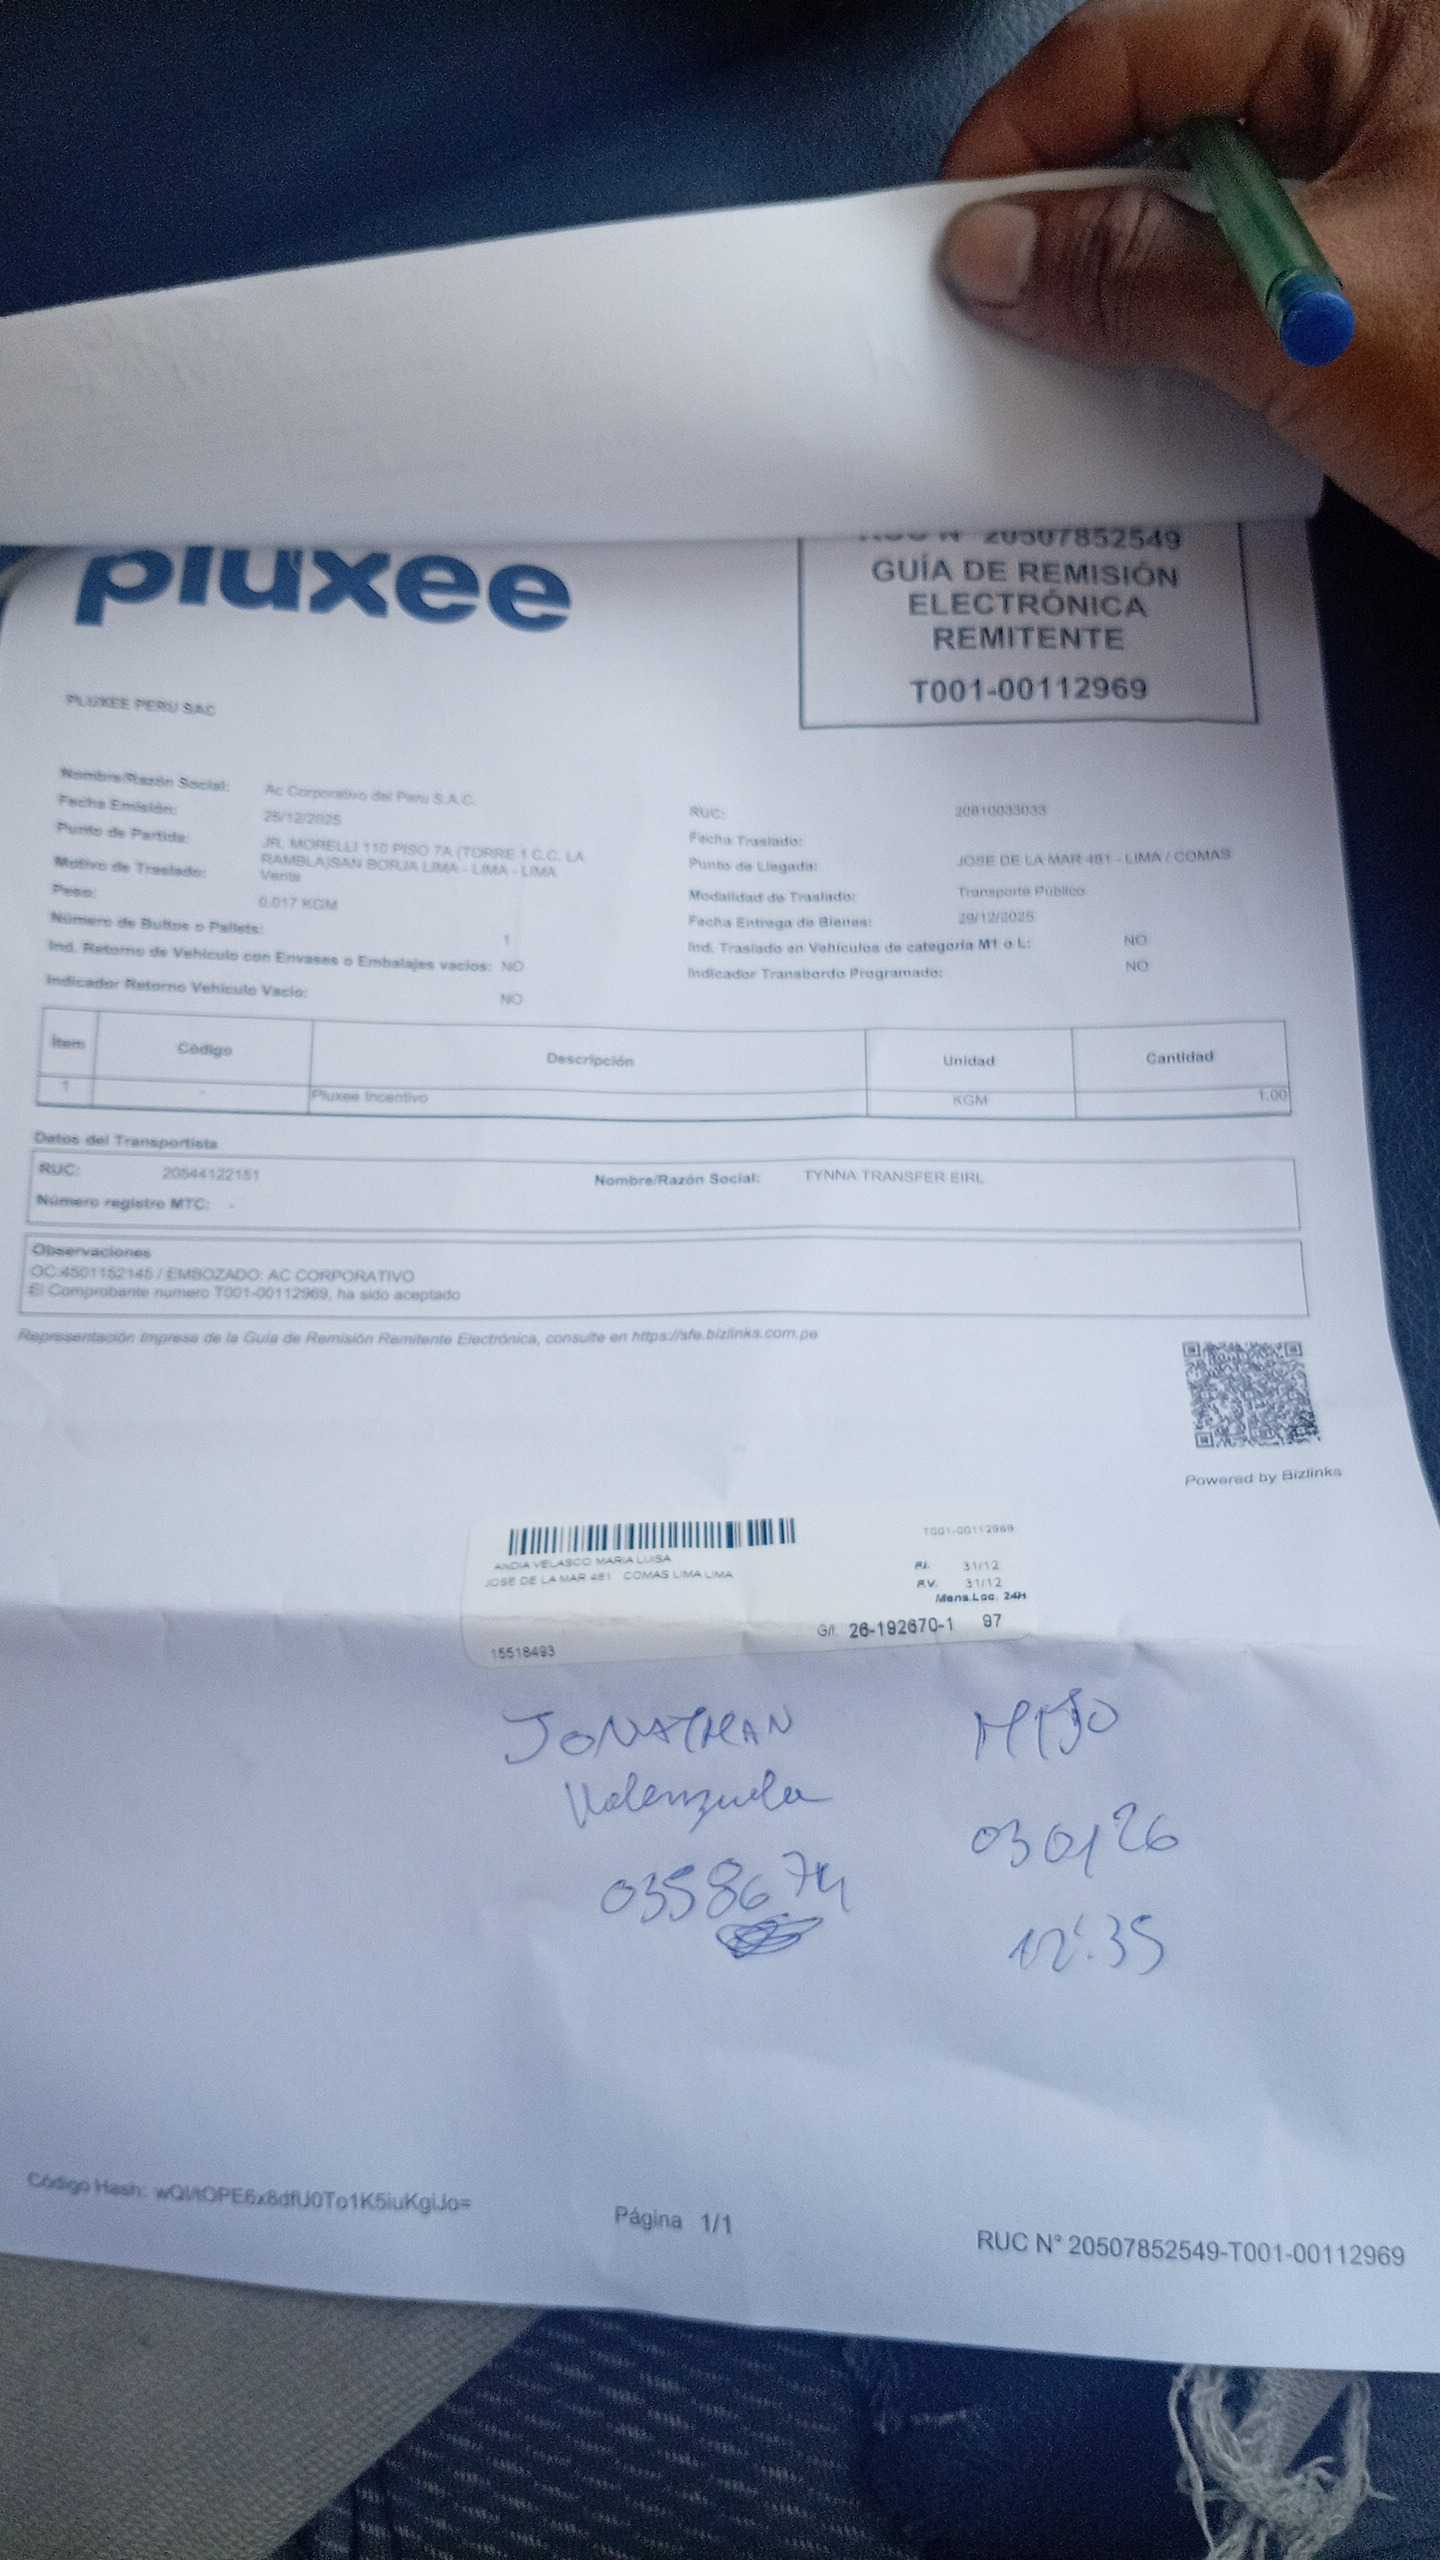 pluxee
RUC N° 20507852549
GUÍA DE REMISIÓN
ELECTRÓNICA
REMITENTE
T001-00112969
PLUXEE PERU SAC
Nombre/Razón Social: Ac Corporativo del Peru S.A.C.
Fecha Emisión: 26/12/2025
Punto de Partida: JR. MORELLI 110 PISO 7A (TORRE 1 C.C. LA
RAMBLA)SAN BORJA LIMA - LIMA - LIMA
Motivo de Traslado: Venta
Peso: 0.017 KGM
Número de Bultos o Pallets: 1
Ind. Retorno de Vehículo con Envases o Embalajes vacíos: NO
Indicador Retorno Vehículo Vacío: NO
RUC: 20610033033
Fecha Traslado:
Punto de Llegada: JOSE DE LA MAR 481 - LIMA / COMAS
Modalidad de Traslado: Transporte Público
Fecha Entrega de Bienes: 29/12/2025
Ind. Traslado en Vehículos de categoría M1 o L: NO
Indicador Transbordo Programado: NO
Ítem Código Descripción Unidad Cantidad
1 - Pluxee Incentivo KGM 1.00
Datos del Transportista
RUC: 20544122151 Nombre/Razón Social: TYNNA TRANSFER EIRL
Número registro MTC: -
Observaciones
OC:4501152145 / EMBOZADO: AC CORPORATIVO
El Comprobante numero T001-00112969, ha sido aceptado
Representación Impresa de la Guía de Remisión Remitente Electrónica, consulte en https://sfe.bizlinks.com.pe
Powered by Bizlinks
T001-00112969
ANDIA VELASCO MARIA LUISA
JOSE DE LA MAR 481 COMAS LIMA LIMA
R.I. 31/12
R.V. 31/12
Mens.Loc. 24H
G/I. 26-192670-1 97
15518493
JONATHAN
Valenzuela
0358674
030126
12:35
Código Hash:
Página 1/1
RUC N° 20507852549-T001-00112969